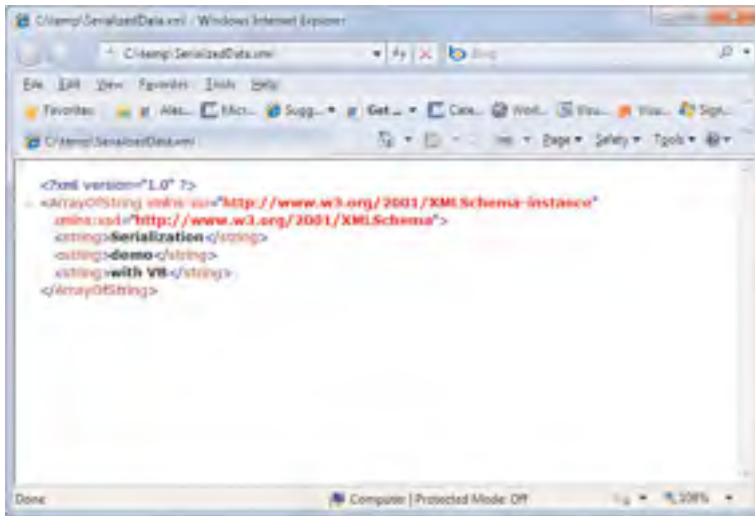 C:\temp\SerializedData.xml - Windows Internet Explorer
C:\temp\SerializedData.xml
Bing
File Edit View Favorites Tools Help
Favorites Sugg... Get ...
C:\temp\SerializedData.xml
Page Safety Tools
<?xml version="1.0" ?>
- <ArrayOfString xmlns:xsi="http://www.w3.org/2001/XMLSchema-instance"
xmlns:xsd="http://www.w3.org/2001/XMLSchema">
<string>Serialization</string>
<string>demo</string>
<string>with VB</string>
</ArrayOfString>
Done
Computer | Protected Mode: Off
100%